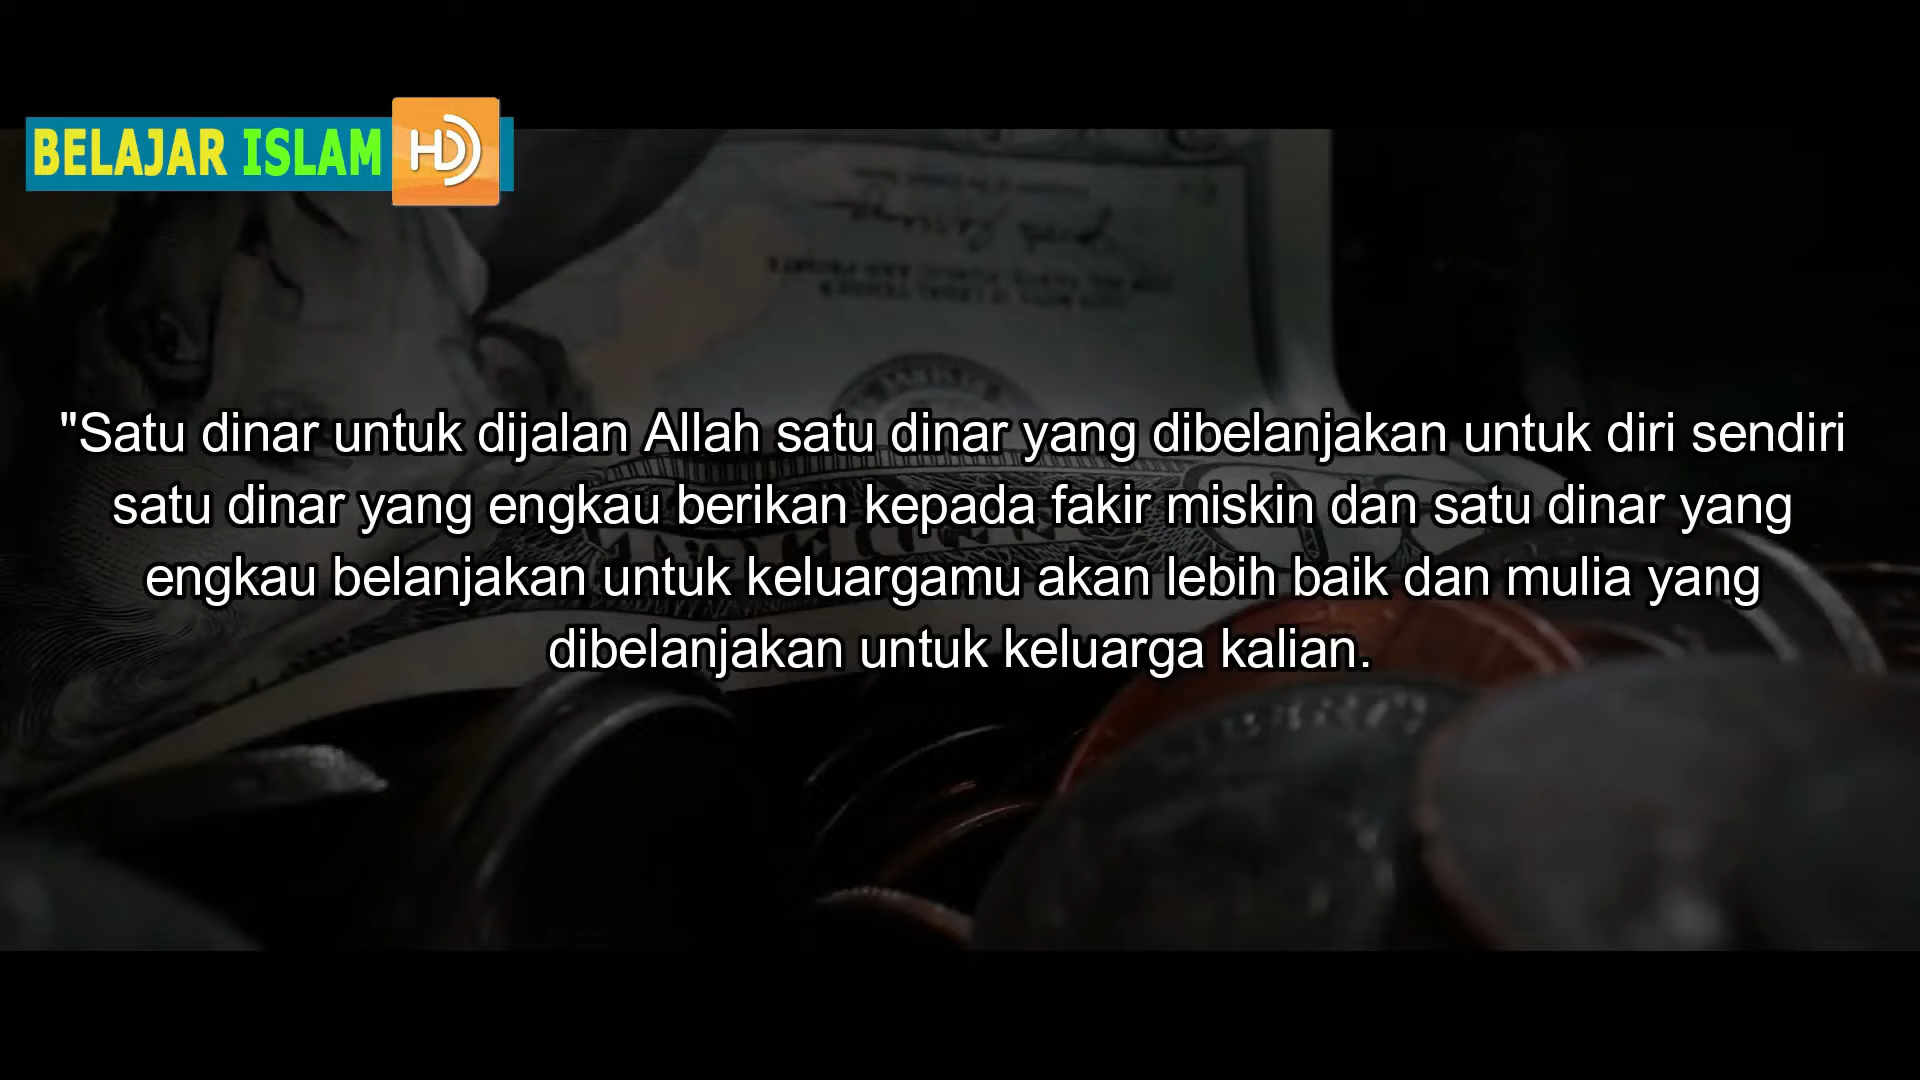 BELAJAR ISLAM HD
"Satu dinar untuk dijalan Allah satu dinar yang dibelanjakan untuk diri sendiri
satu dinar yang engkau berikan kepada fakir miskin dan satu dinar yang
engkau belanjakan untuk keluargamu akan lebih baik dan mulia yang
dibelanjakan untuk keluarga kalian.